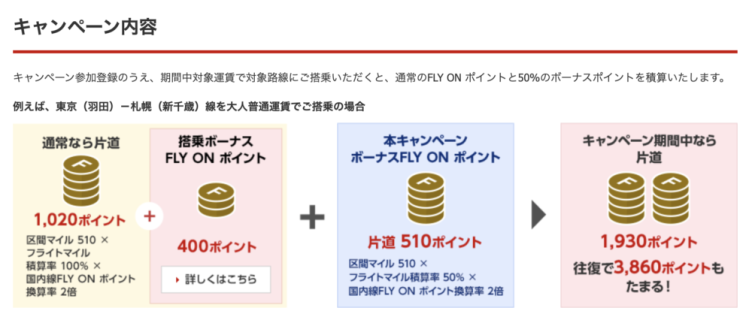 キャンペーン内容
キャンペーン参加登録のうえ、期間中対象運賃で対象路線にご搭乗いただくと、通常のFLY ON ポイントと50%のボーナスポイントを積算いたします。
例えば、東京（羽田）－札幌（新千歳）線を大人普通運賃でご搭乗の場合
通常なら片道
1,020ポイント
区間マイル 510 ×
フライトマイル
積算率 100% ×
国内線FLY ON ポイント
換算率 2倍
+
搭乗ボーナス
FLY ON ポイント
400ポイント
詳しくはこちら
+
本キャンペーン
ボーナスFLY ON ポイント
片道 510ポイント
区間マイル 510 ×
フライトマイル積算率 50% ×
国内線FLY ON ポイント換算率 2倍
キャンペーン期間中なら
片道
1,930ポイント
往復で3,860ポイントも
たまる！